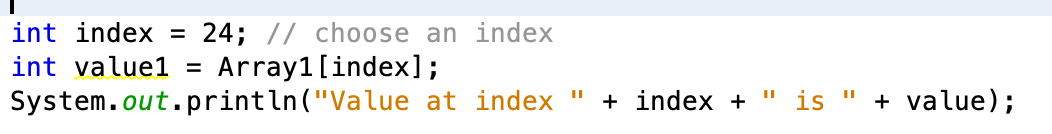 int index = 24; // choose an index
int value1 = Array1[index];
System.out.println("Value at index " + index + " is " + value);